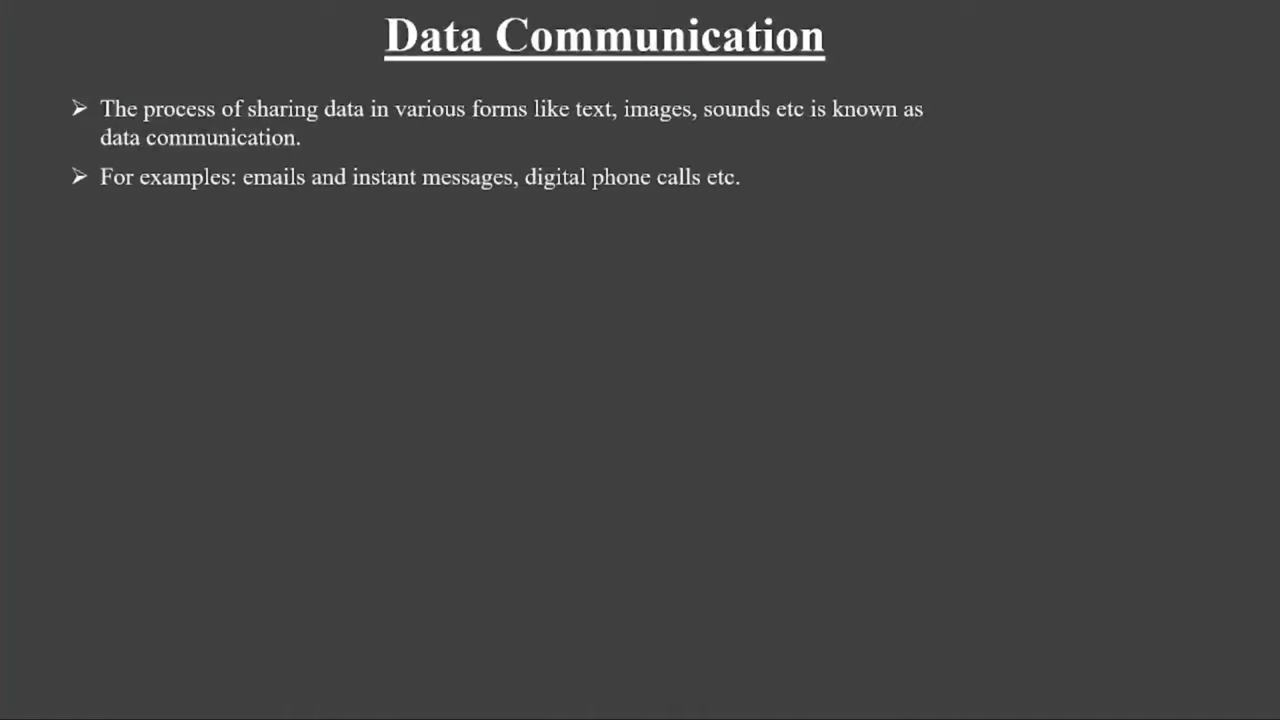 Data Communication
➢ The process of sharing data in various forms like text, images, sounds etc is known as
data communication.
➢ For examples: emails and instant messages, digital phone calls etc.